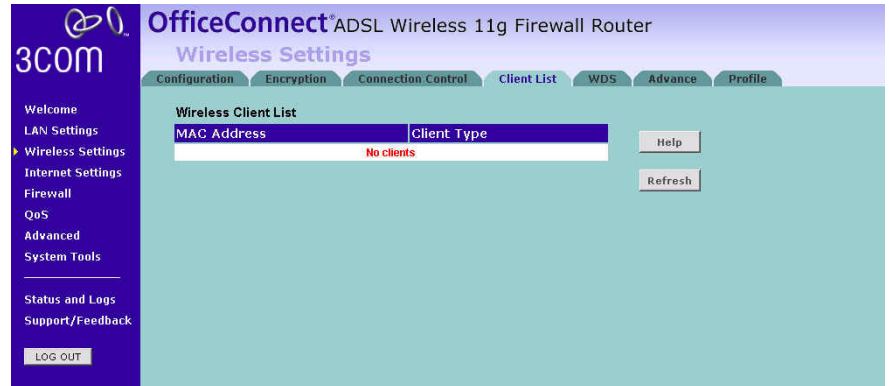 3COM
OfficeConnect® ADSL Wireless 11g Firewall Router
Wireless Settings
Configuration Encryption Connection Control Client List WDS Advance Profile
Welcome
LAN Settings
Wireless Settings
Internet Settings
Firewall
QoS
Advanced
System Tools
Status and Logs
Support/Feedback
LOG OUT
Wireless Client List
MAC Address Client Type
No clients
Help
Refresh